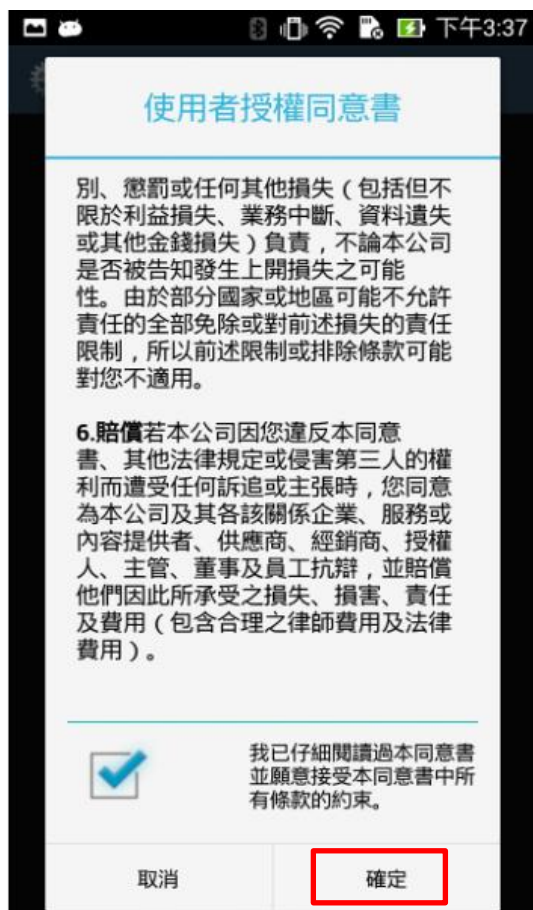 下午3:37
使用者授權同意書
別、懲罰或任何其他損失（包括但不
限於利益損失、業務中斷、資料遺失
或其他金錢損失）負責，不論本公司
是否被告知發生上開損失之可能
性。由於部分國家或地區可能不允許
責任的全部免除或對前述損失的責任
限制，所以前述限制或排除條款可能
對您不適用。
6.賠償若本公司因您違反本同意
書、其他法律規定或侵害第三人的權
利而遭受任何訴追或主張時，您同意
為本公司及其各該關係企業、服務或
內容提供者、供應商、經銷商、授權
人、主管、董事及員工抗辯，並賠償
他們因此所承受之損失、損害、責任
及費用（包含合理之律師費用及法律
費用）。
我已仔細閱讀過本同意書
並願意接受本同意書中所
有條款的約束。
取消
確定